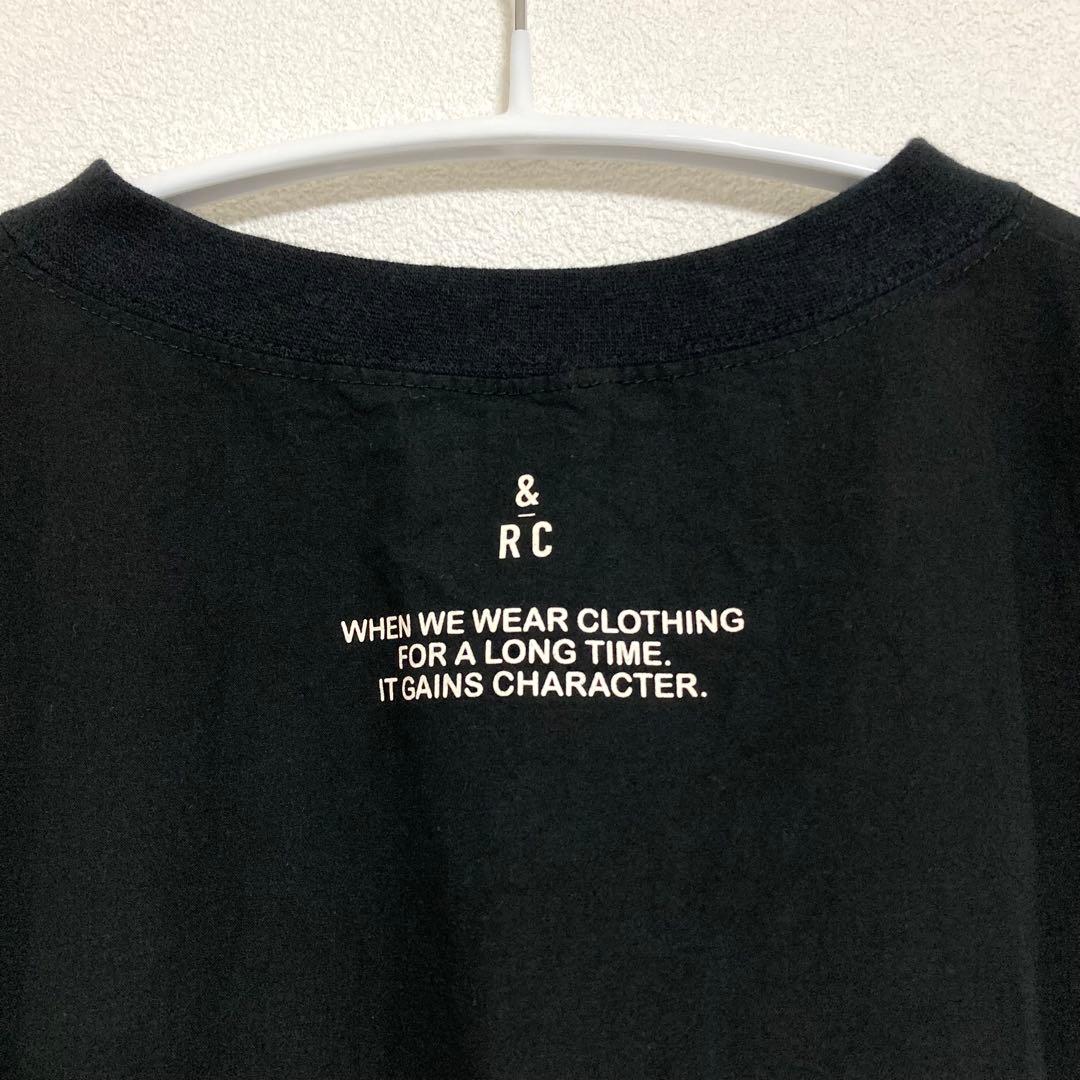 &
RC
WHEN WE WEAR CLOTHING
FOR A LONG TIME.
IT GAINS CHARACTER.